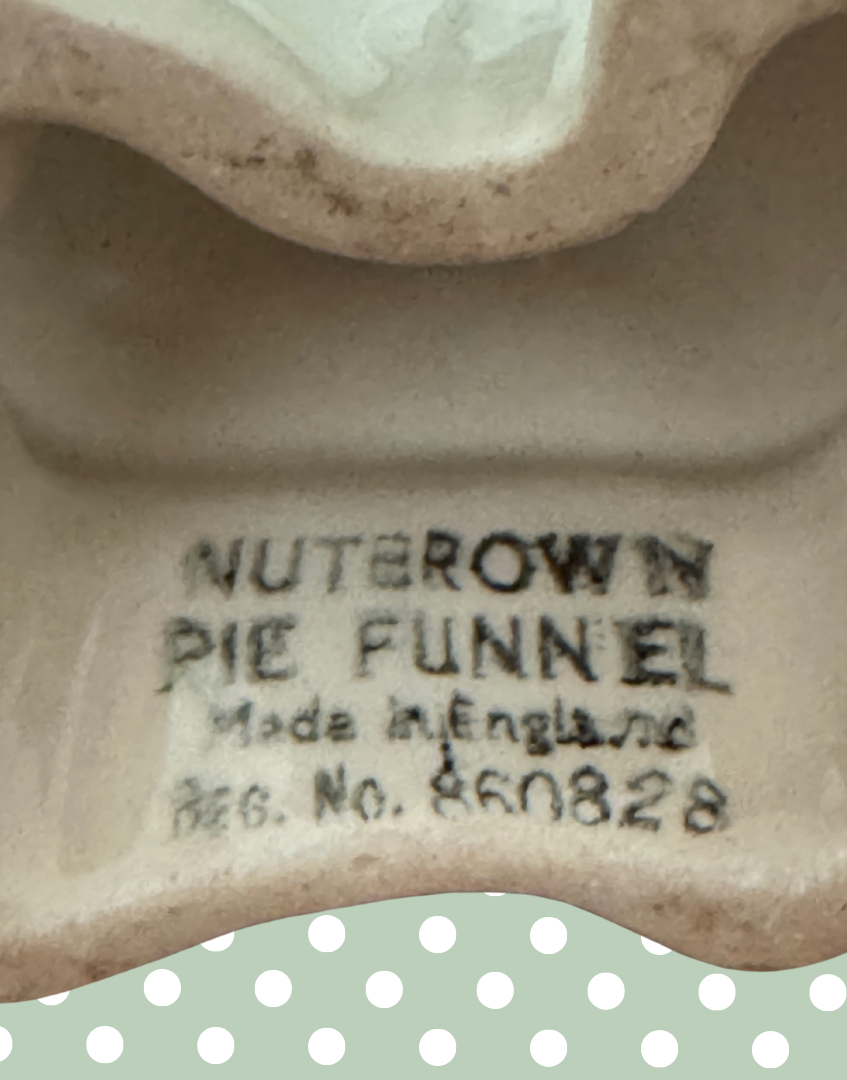 NUTBROWN
PIE FUNNEL
Made in England
REG. No. 860828